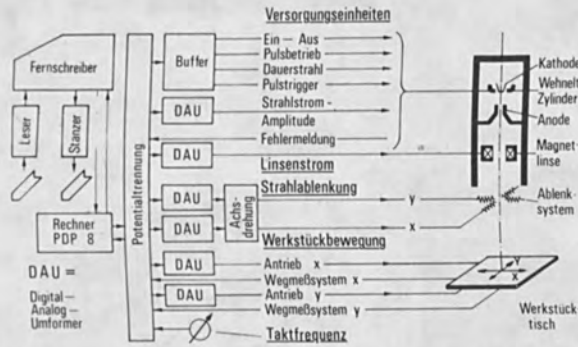 Versorgungseinheiten
Fernschreiber
Leser
Stanzer
Rechner
PDP 8
DAU =
Digital-
Analog-
Umformer
Potentialtrennung
Buffer
Ein - Aus
Pulsbetrieb
Dauerstrahl
Pulstrigger
DAU
Strahlstrom-
Amplitude
Fehlermeldung
DAU
Linsenstrom
Strahlablenkung
DAU
DAU
Achs-
drehung
y
x
Werkstückbewegung
DAU
Antrieb x
Wegmeßsystem x
DAU
Antrieb y
Wegmeßsystem y
Taktfrequenz
Kathode
Wehnelt
Zylinder
Anode
Magnet-
linse
Ablenk-
system
y
x
Werkstück
tisch